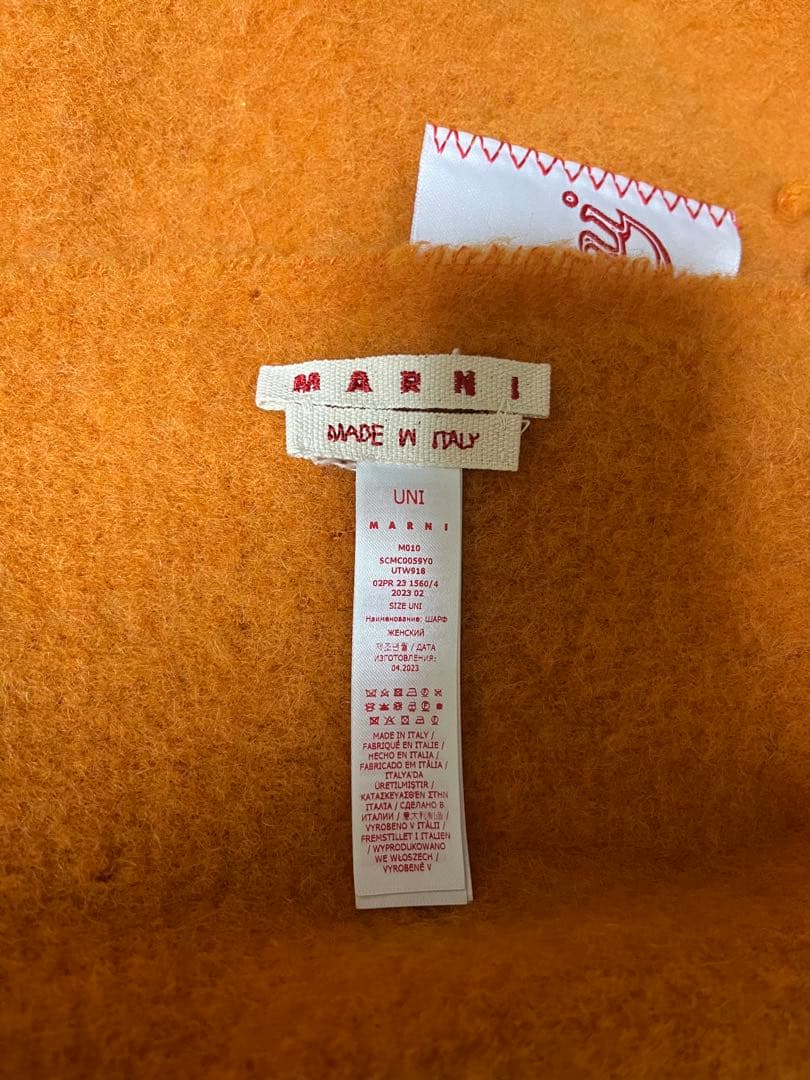 MARNI
MADE IN ITALY
UNI
MARNI
M010
SCMC0059Y0
UTW918
02PR 23 1560/4
2023 02
SIZE UNI
Наименование: ШАРФ
ЖЕНСКИЙ
제조년월 / ДАТА
ИЗГОТОВЛЕНИЯ:
04.2023
MADE IN ITALY /
FABRIQUÉ EN ITALIE /
HECHO EN ITALIA /
FABRICADO EM ITÁLIA /
ITALYA'DA
ÜRETILMIŞTIR /
ΚΑΤΑΣΚΕΥΑΣΘΕΝ ΣΤΗΝ
ΙΤΑΛΙΑ / СДЕЛАНО В
ИТАЛИИ / 意大利制造 /
VYROBENO V ITÁLII /
FREMSTILLET I ITALIEN
/ WYPRODUKOWANO
WE WŁOSZECH /
VYROBENÉ V